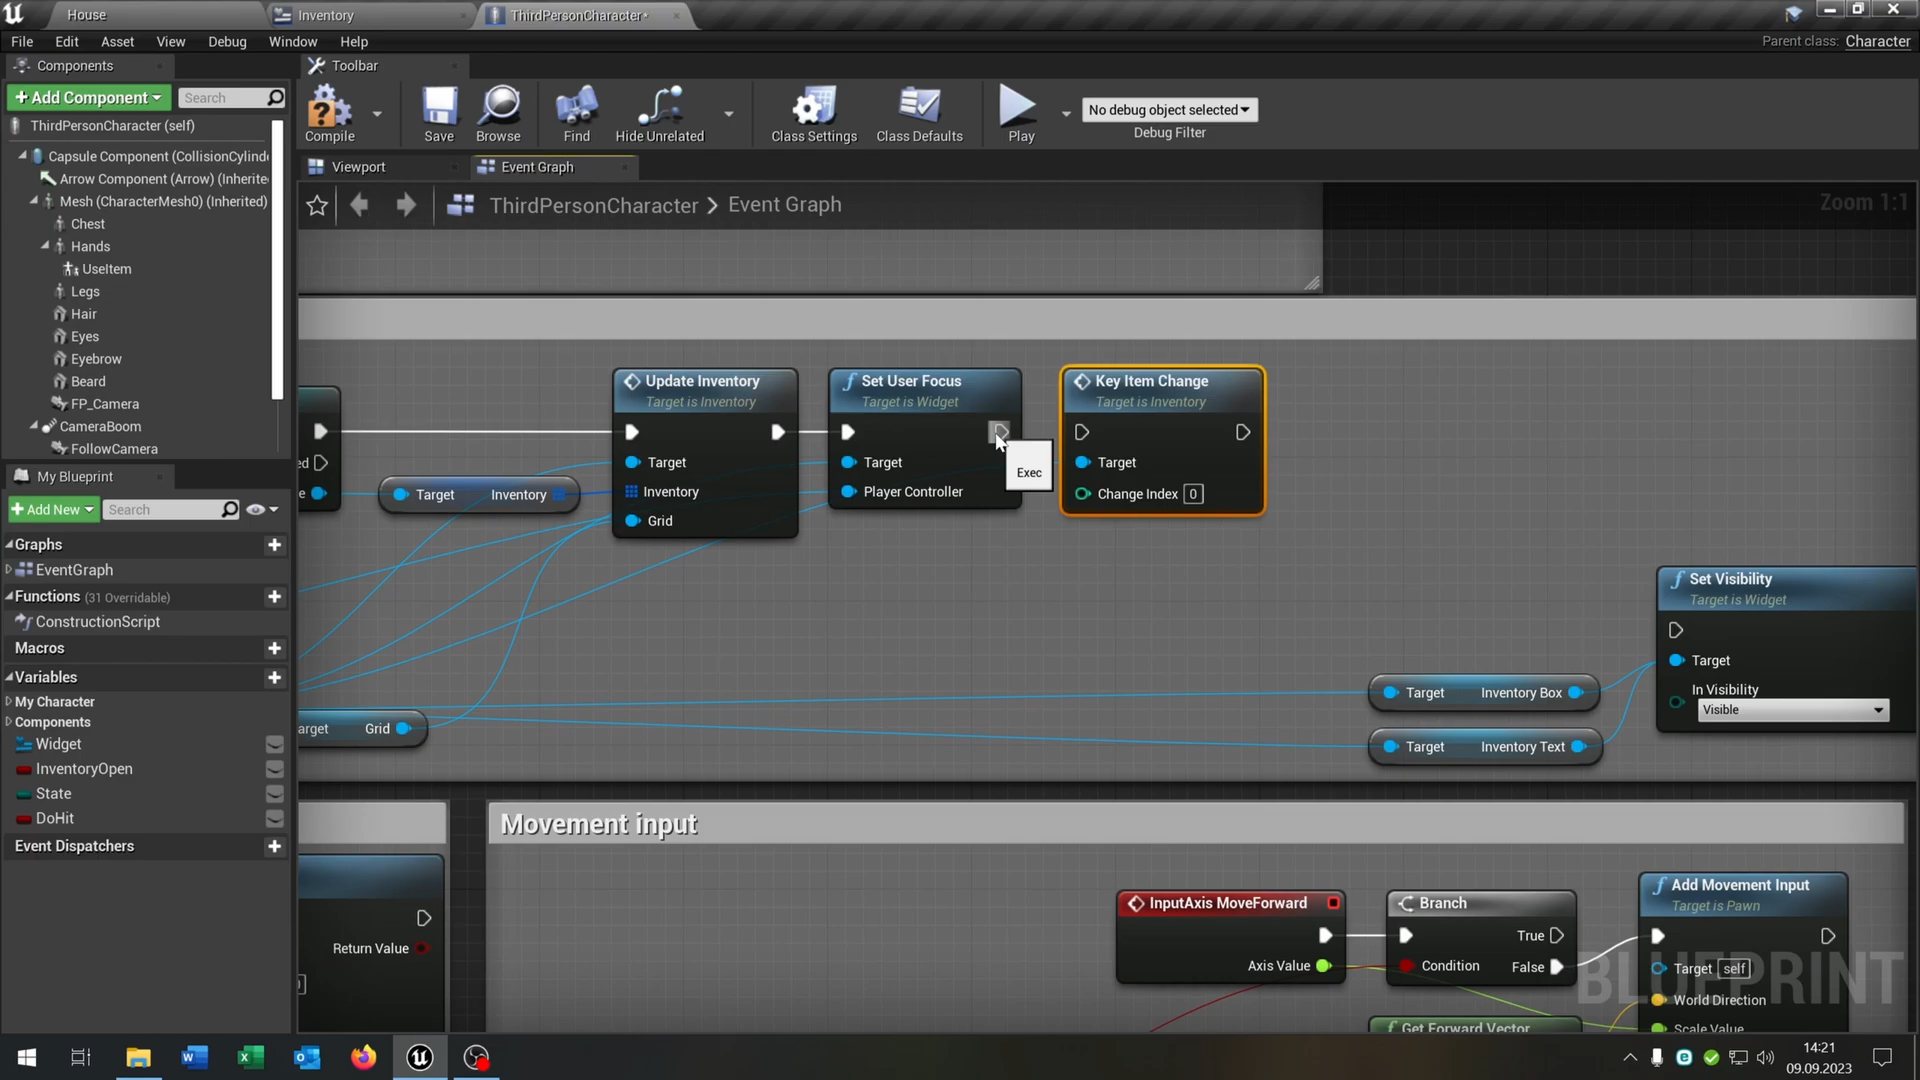 House
Inventory
ThirdPersonCharacter*
File Edit Asset View Debug Window Help
Parent class: Character
Components
Toolbar
+ Add Component
Search
ThirdPersonCharacter (self)
Capsule Component (CollisionCylinde
Arrow Component (Arrow) (Inherite
Mesh (CharacterMesh0) (Inherited)
Chest
Hands
UseItem
Legs
Hair
Eyes
Eyebrow
Beard
FP_Camera
CameraBoom
FollowCamera
Compile
Save
Browse
Find
Hide Unrelated
Class Settings
Class Defaults
Play
No debug object selected
Debug Filter
Viewport
Event Graph
ThirdPersonCharacter > Event Graph
Zoom 1:1
My Blueprint
+ Add New
Search
Graphs
EventGraph
Functions (31 Overridable)
ConstructionScript
Macros
Variables
My Character
Components
Widget
InventoryOpen
State
DoHit
Event Dispatchers
ed
e
Target Inventory
Update Inventory
Target is Inventory
Target
Inventory
Grid
Set User Focus
Target is Widget
Target
Player Controller
Exec
Key Item Change
Target is Inventory
Target
Change Index 0
Set Visibility
Target is Widget
Target
In Visibility
Visible
Target Inventory Box
Target Inventory Text
arget Grid
Return Value
Movement input
InputAxis MoveForward
Axis Value
Branch
True
Condition False
Add Movement Input
Target is Pawn
Target self
World Direction
Scale Value
Get Forward Vector
BLUEPRINT
14:21
09.09.2023